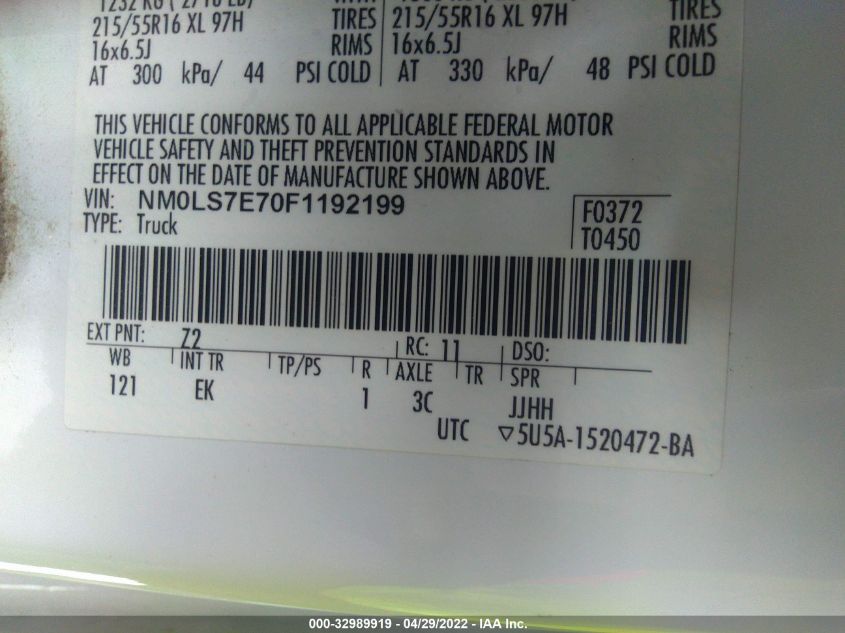 215/55R16 XL 97H TIRES 215/55R16 XL 97H TIRES
16x6.5J RIMS 16x6.5J RIMS
AT 300 kPa/ 44 PSI COLD AT 330 kPa/ 48 PSI COLD
THIS VEHICLE CONFORMS TO ALL APPLICABLE FEDERAL MOTOR
VEHICLE SAFETY AND THEFT PREVENTION STANDARDS IN
EFFECT ON THE DATE OF MANUFACTURE SHOWN ABOVE.
VIN: NM0LS7E70F1192199 F0372
TYPE: Truck T0450
EXT PNT: Z2 RC: 11 DSO:
WB INT TR TP/PS R AXLE TR SPR
121 EK 1 3C JJHH
UTC ▽5U5A-1520472-BA
000-32989919 - 04/29/2022 - IAA Inc.